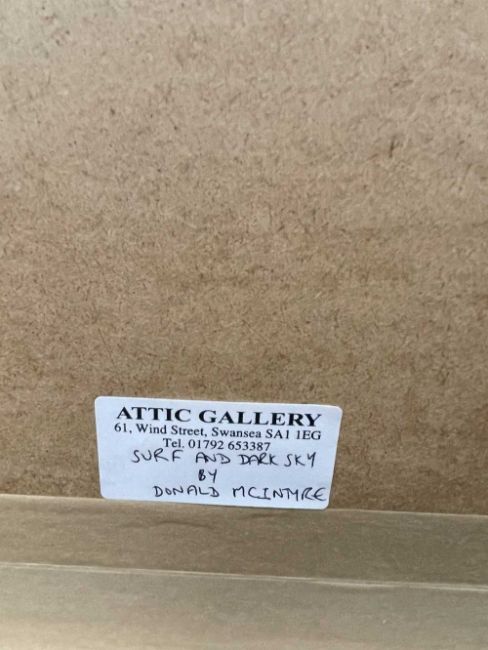 ATTIC GALLERY
61, Wind Street, Swansea SA1 1EG
Tel. 01792 653387
SURF AND DARK SKY
BY
DONALD MCINTYRE